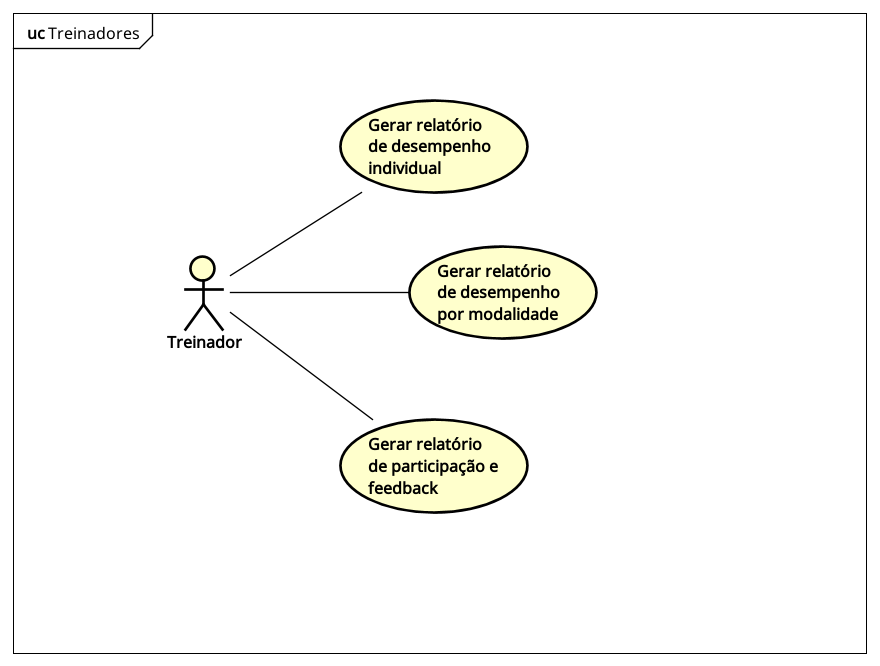 uc Treinadores
Gerar relatório
de desempenho
individual
Gerar relatório
de desempenho
por modalidade
Treinador
Gerar relatório
de participação e
feedback